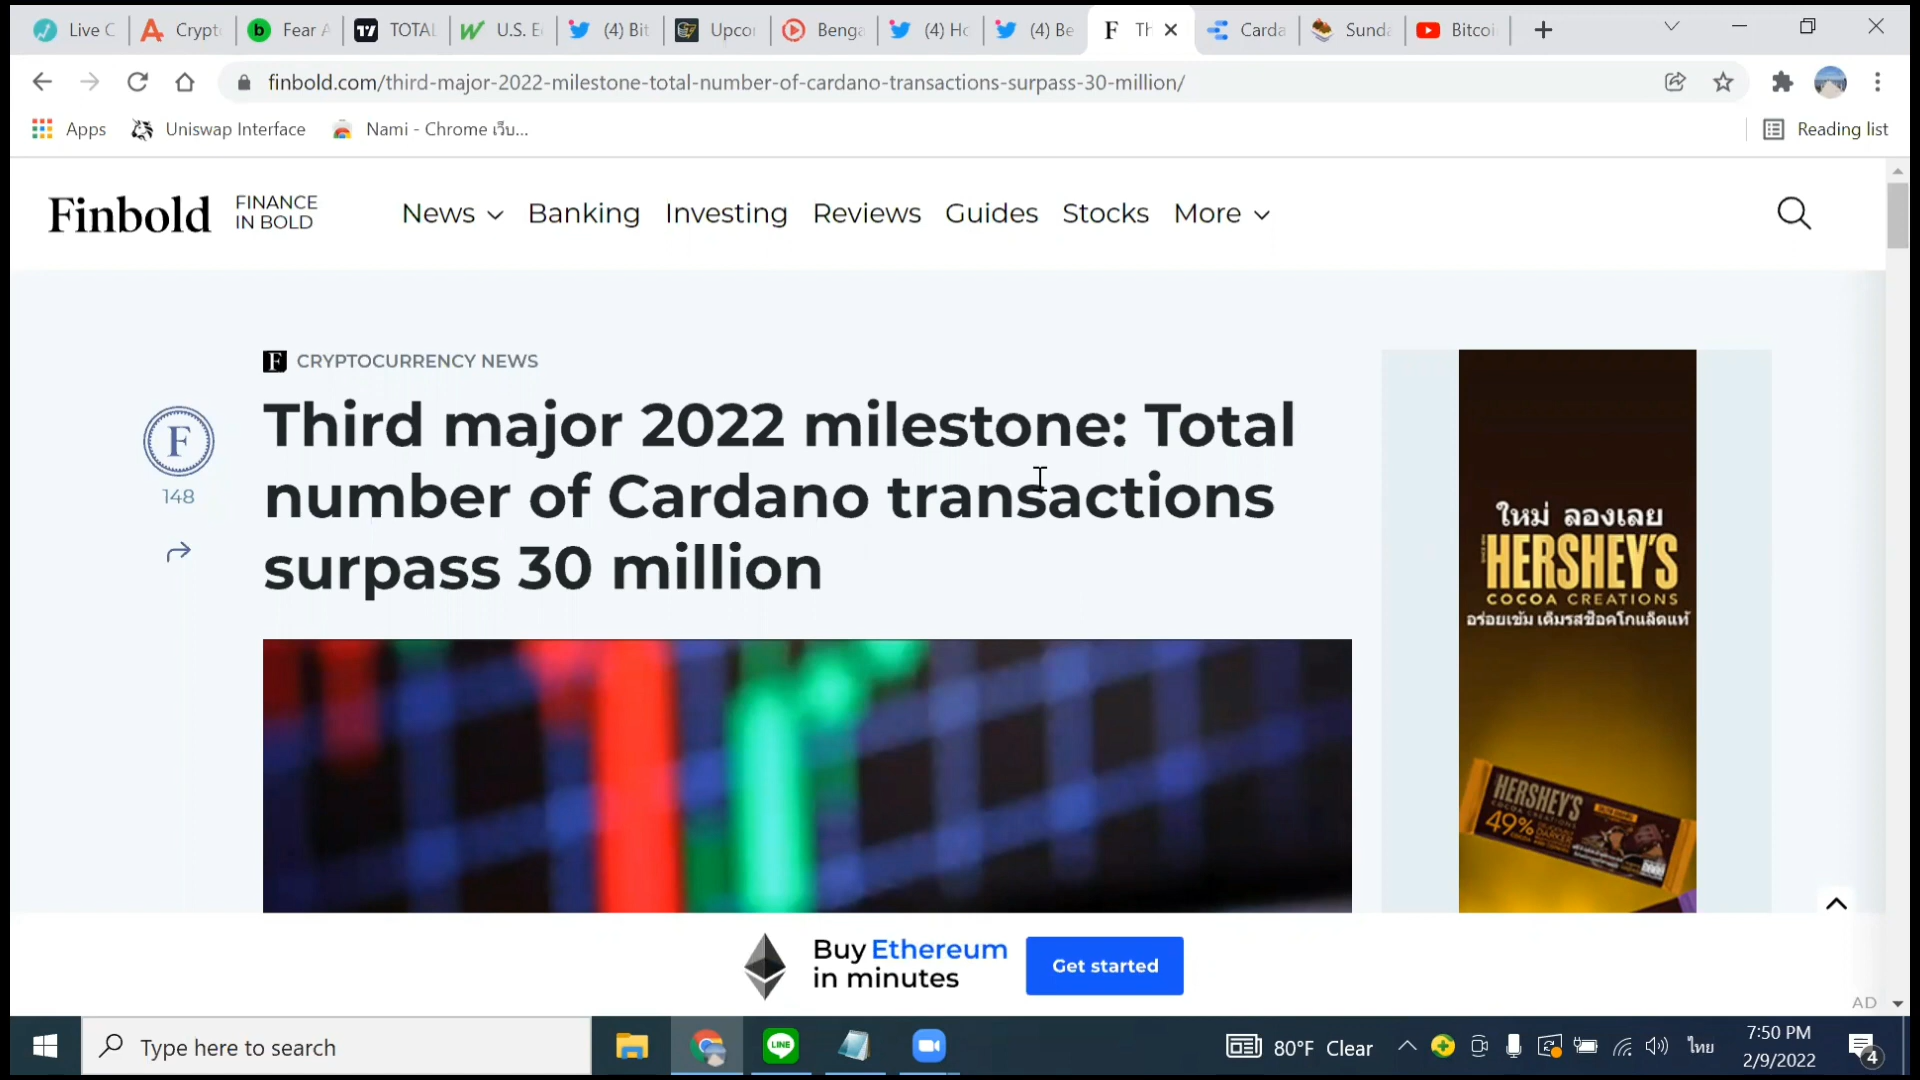 Live C
Crypt
Fear A
TOTAL
U.S. E
(4) Bit
Upco
Benga
(4) Ho
(4) Be
Th
Carda
Sunda
Bitcoi
finbold.com/third-major-2022-milestone-total-number-of-cardano-transactions-surpass-30-million/
Apps
Uniswap Interface
Nami - Chrome เว็บ...
Reading list
Finbold
FINANCE
IN BOLD
News
Banking
Investing
Reviews
Guides
Stocks
More
CRYPTOCURRENCY NEWS
Third major 2022 milestone: Total
number of Cardano transactions
surpass 30 million
F
148
ใหม่ ลองเลย
HERSHEY'S
COCOA CREATIONS
อร่อยเข้ม เต็มรสช็อคโกแล็ตแท้
HERSHEY'S
49%
Buy Ethereum
in minutes
Get started
AD
Type here to search
LINE
80°F Clear
ไทย
7:50 PM
2/9/2022
4